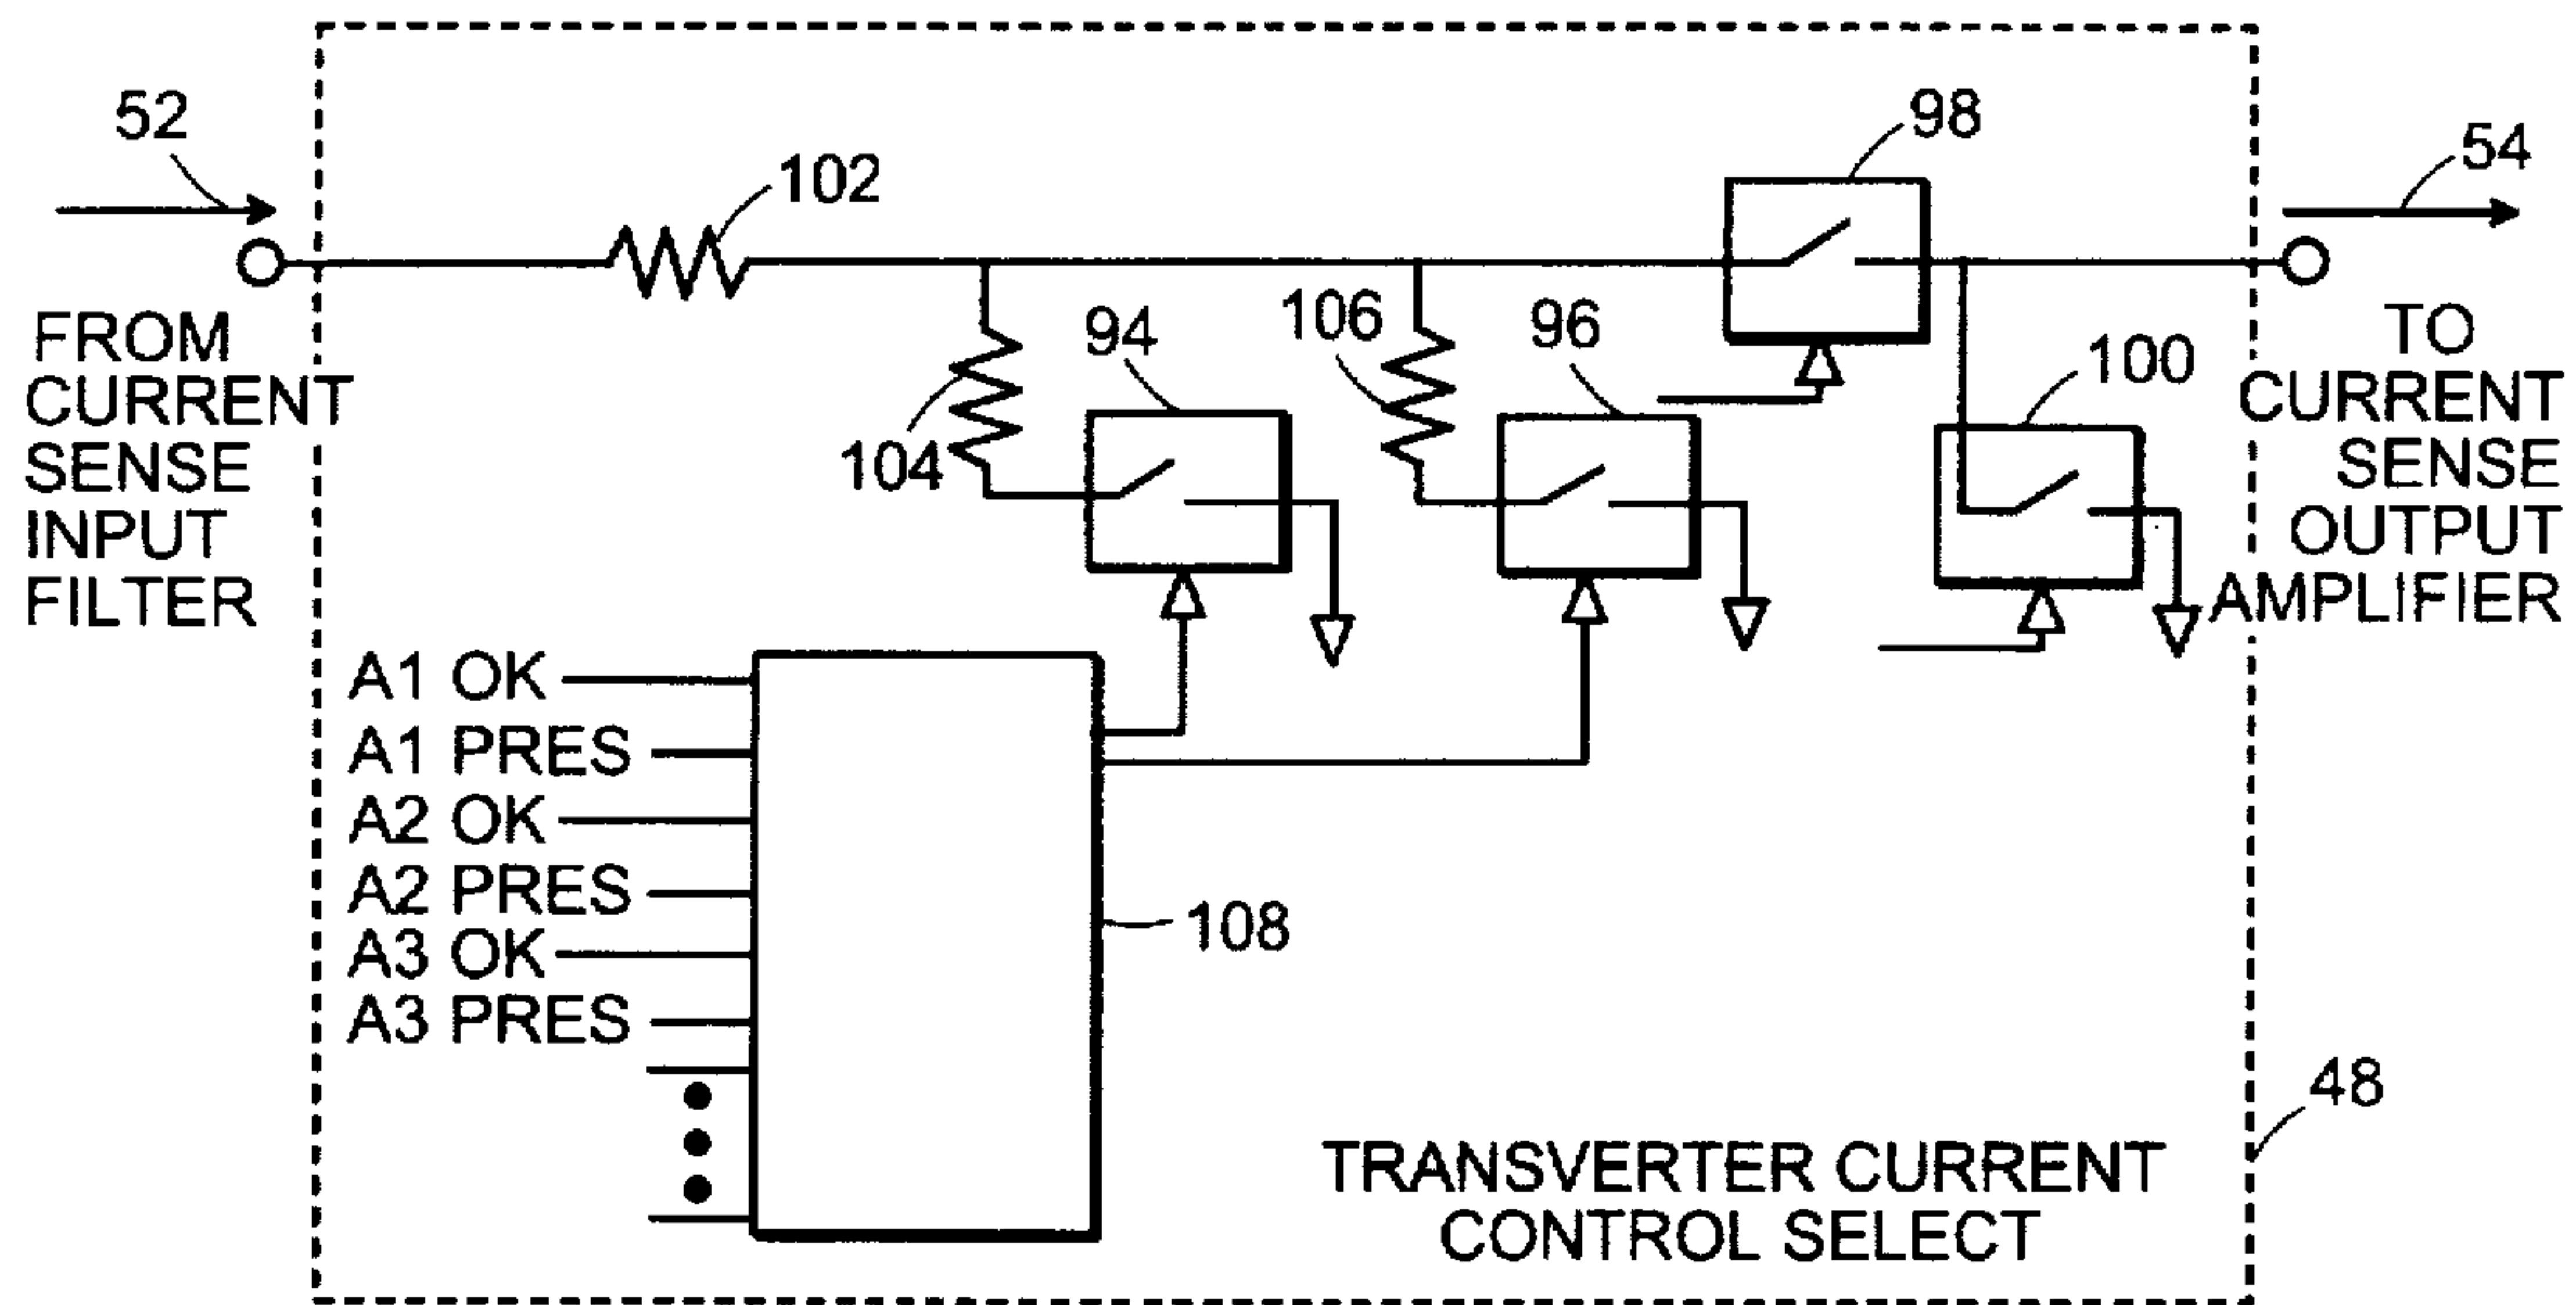 52
102
98
54
FROM
CURRENT
SENSE
INPUT
FILTER
104
94
106
96
100
TO
CURRENT
SENSE
OUTPUT
AMPLIFIER
A1 OK
A1 PRES
A2 OK
A2 PRES
A3 OK
A3 PRES
108
48
TRANSVERTER CURRENT
CONTROL SELECT